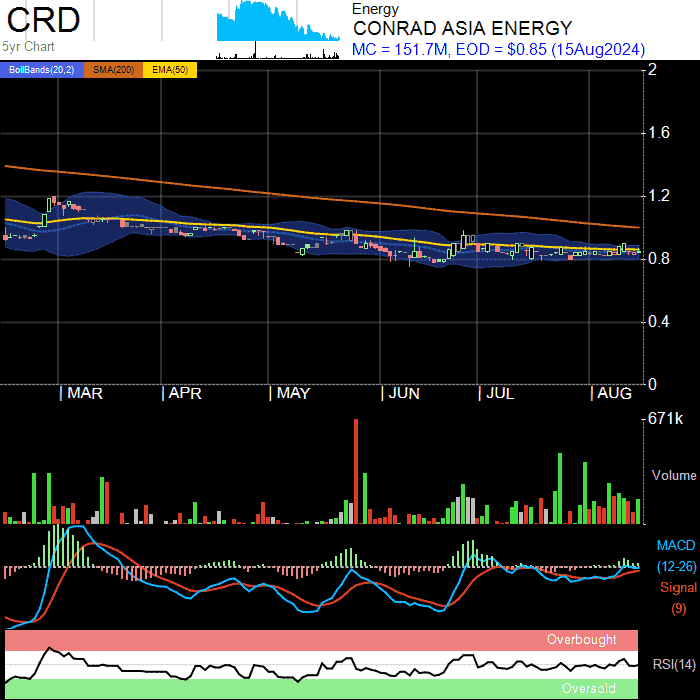 CRD
5yr Chart
Energy
CONRAD ASIA ENERGY
MC = 151.7M, EOD = $0.85 (15Aug2024)
BollBands(20,2) SMA(200) EMA(50)
2
1.6
1.2
0.8
0.4
0
MAR APR MAY JUN JUL AUG
671k
Volume
MACD
(12-26)
Signal
(9)
Overbought
RSI(14)
Oversold